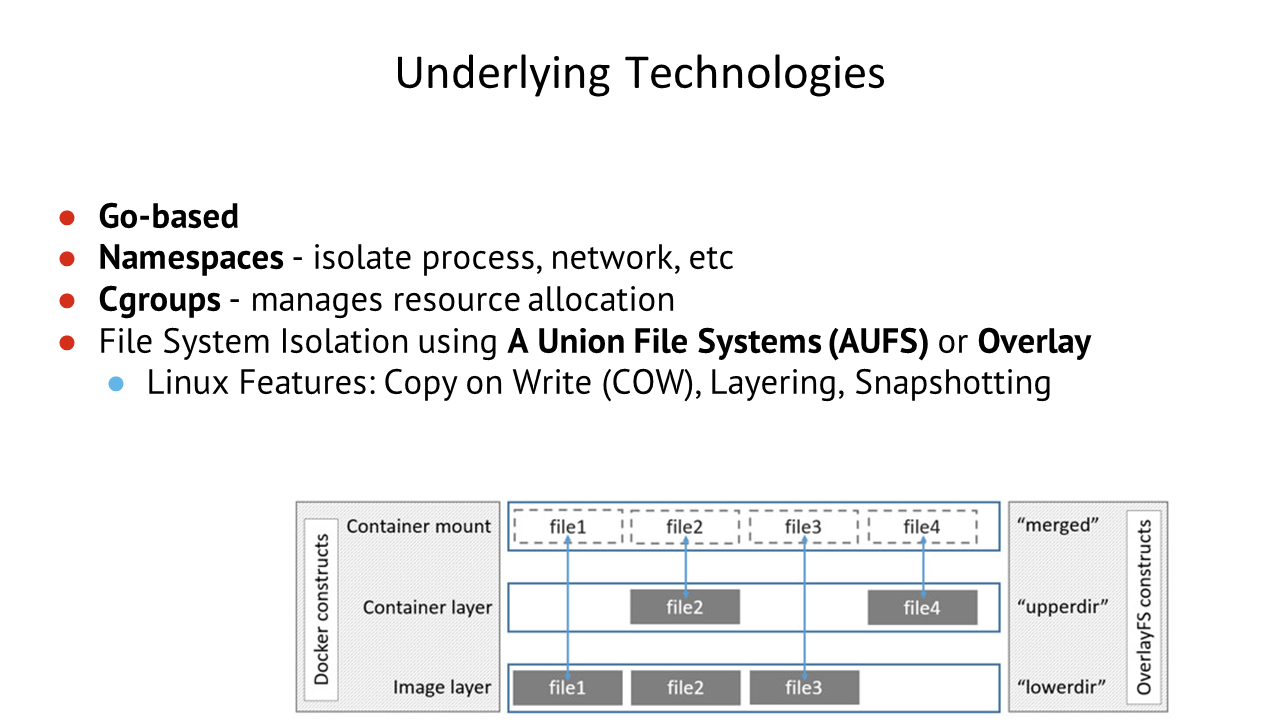 Underlying Technologies
● Go-based
● Namespaces - isolate process, network, etc
● Cgroups - manages resource allocation
● File System Isolation using A Union File Systems (AUFS) or Overlay
● Linux Features: Copy on Write (COW), Layering, Snapshotting
Docker constructs
Container mount file1 file2 file3 file4 “merged”
Container layer file2 file4 “upperdir”
Image layer file1 file2 file3 “lowerdir”
OverlayFS constructs